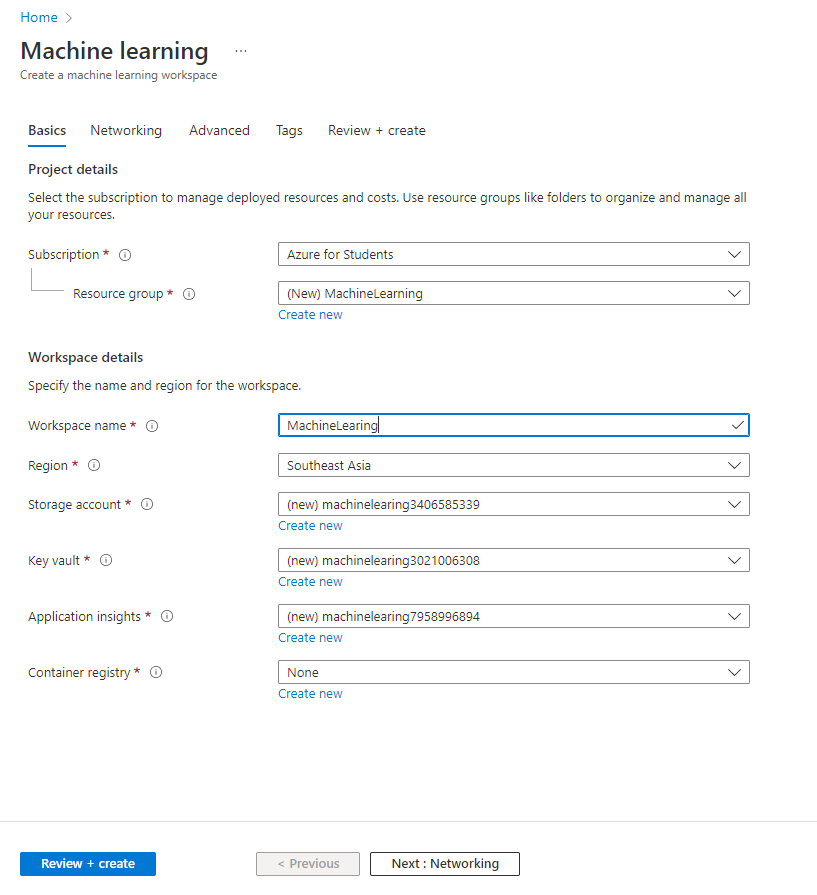 Home >
Machine learning ...
Create a machine learning workspace
Basics Networking Advanced Tags Review + create
Project details
Select the subscription to manage deployed resources and costs. Use resource groups like folders to organize and manage all
your resources.
Subscription * Azure for Students
Resource group * (New) MachineLearning
Create new
Workspace details
Specify the name and region for the workspace.
Workspace name * MachineLearing
Region * Southeast Asia
Storage account * (new) machinelearing3406585339
Create new
Key vault * (new) machinelearing3021006308
Create new
Application insights * (new) machinelearing7958996894
Create new
Container registry * None
Create new
Review + create < Previous Next : Networking